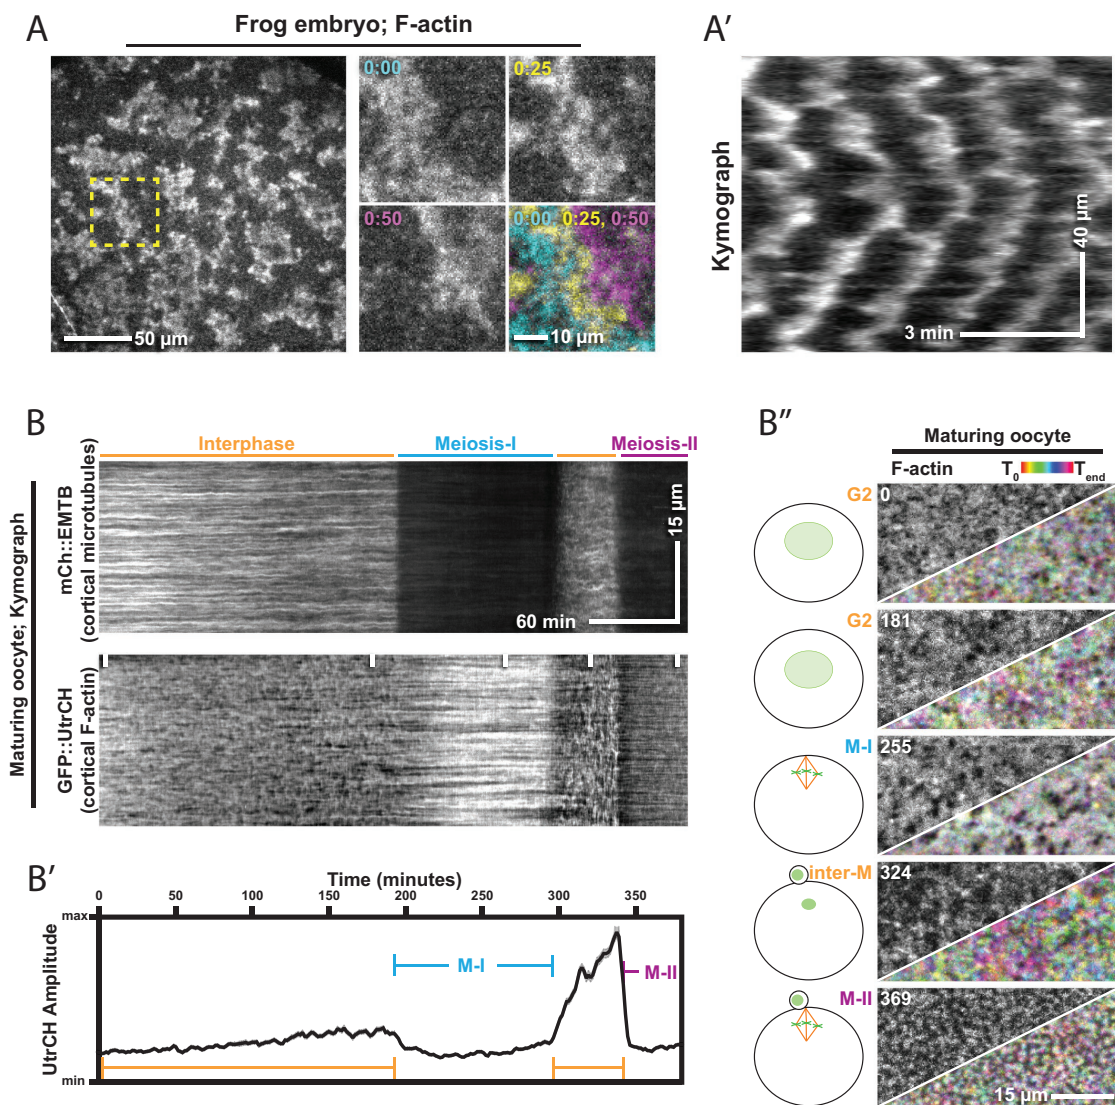 A
Frog embryo; F-actin
0:00
0:25
0:50
0:00 0:25, 0:50
50 µm
10 µm
A'
Kymograph
40 µm
3 min
B
Interphase
Meiosis-I
Meiosis-II
Maturing oocyte; Kymograph
mCh::EMTB
(cortical microtubules)
15 µm
60 min
GFP::UtrCH
(cortical F-actin)
B'
Time (minutes)
0 50 100 150 200 250 300 350
max
min
UtrCH Amplitude
M-I
M-II
B"
Maturing oocyte
F-actin T0 Tend
G2
0
G2
181
M-I
255
inter-M
324
M-II
369
15 µm